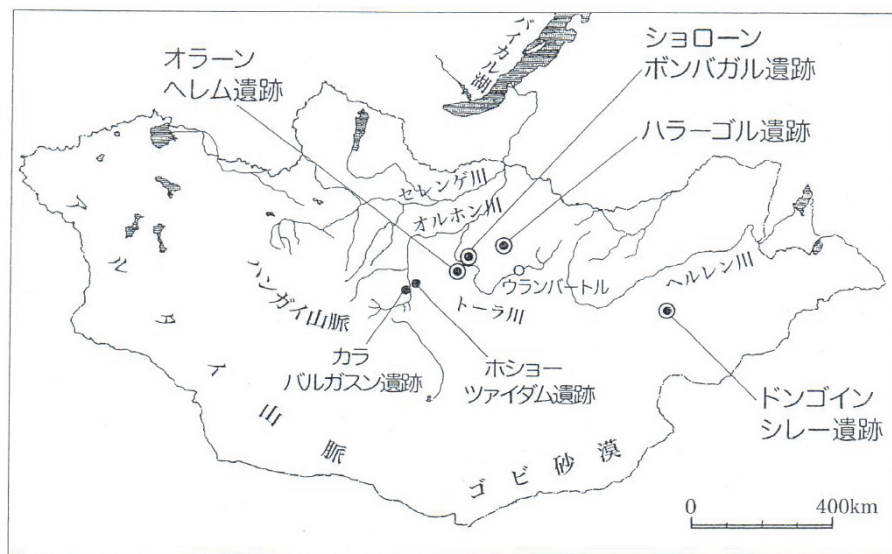 バイカル湖
オラーン
ヘレム遺跡
ショローン
ボンバガル遺跡
ハラーゴル遺跡
セレンゲ川
オルホン川
ヘルレン川
ウランバートル
トーラ川
ハンガイ山脈
アルタイ山脈
カラ
バルガスン遺跡
ホショー
ツァイダム遺跡
ドンゴイン
シレー遺跡
ゴビ砂漠
0 400km